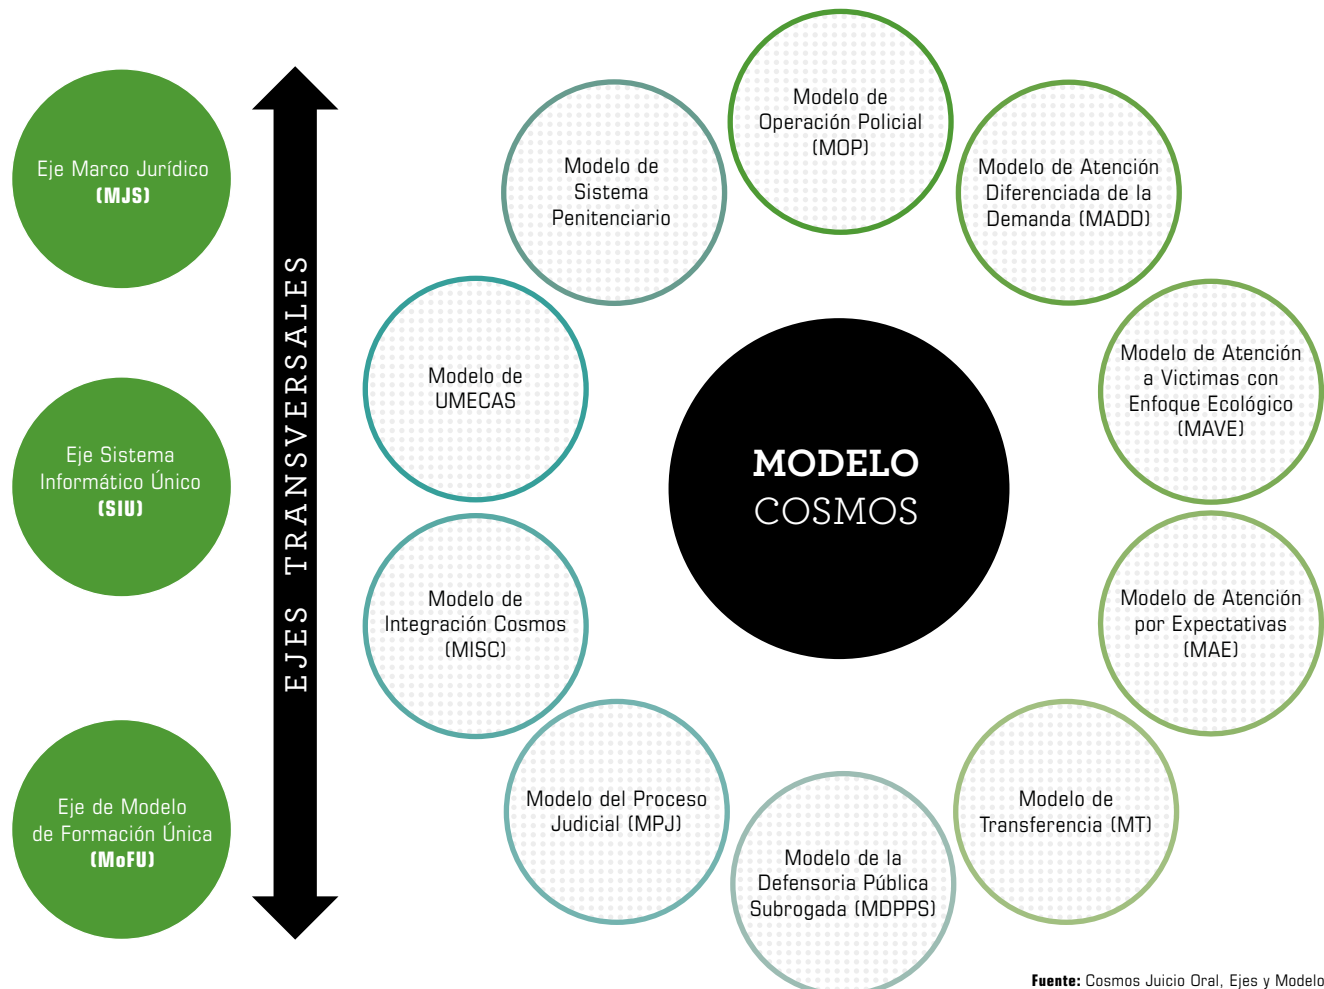 Eje Marco Jurídico
(MJS)
Eje Sistema
Informático Único
(SIU)
Eje de Modelo
de Formación Única
(MoFU)
EJES TRANSVERSALES
Modelo de
Operación Policial
(MOP)
Modelo de Atención
Diferenciada de la
Demanda (MADD)
Modelo de Atención
a Victimas con
Enfoque Ecológico
(MAVE)
Modelo de Atención
por Expectativas
(MAE)
Modelo de
Transferencia (MT)
Modelo de la
Defensoria Pública
Subrogada (MDPPS)
Modelo del Proceso
Judicial (MPJ)
Modelo de
Integración Cosmos
(MISC)
Modelo de
UMECAS
Modelo de
Sistema
Penitenciario
MODELO
COSMOS
Fuente: Cosmos Juicio Oral, Ejes y Modelo